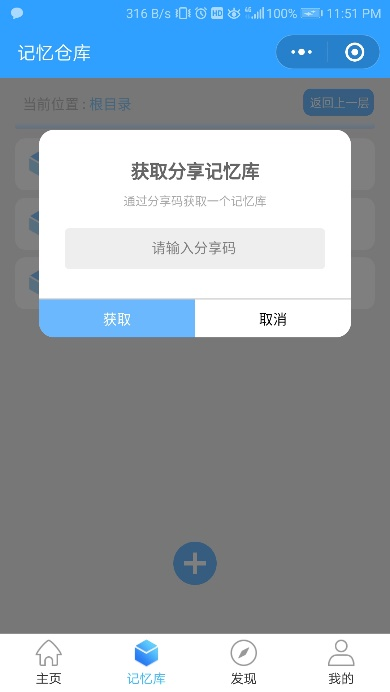 316 B/s HD 100% 11:51 PM
记忆仓库
当前位置 : 根目录
返回上一层
获取分享记忆库
通过分享码获取一个记忆库
请输入分享码
获取
取消
主页
记忆库
发现
我的